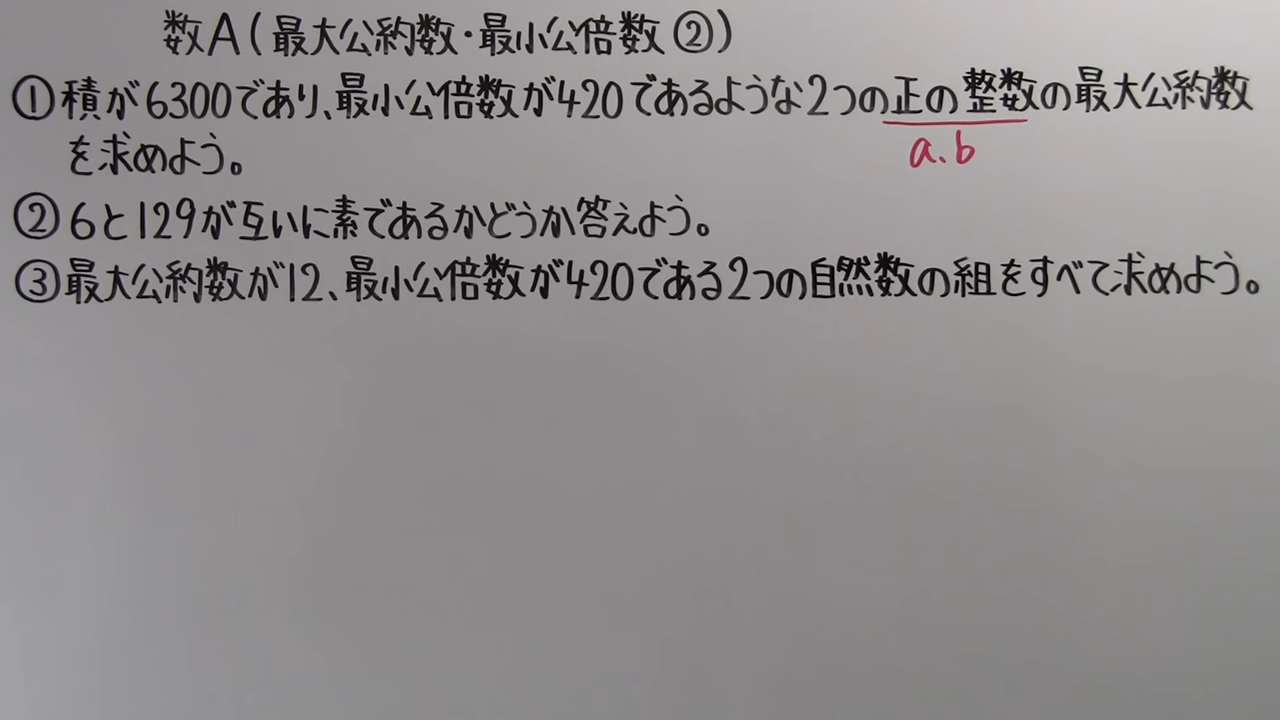 数A(最大公約数・最小公倍数②)
①積が6300であり、最小公倍数が420であるような2つの正の整数の最大公約数
を求めよう。
a.b
②6と129が互いに素であるかどうか答えよう。
③最大公約数が12、最小公倍数が420である2つの自然数の組をすべて求めよう。